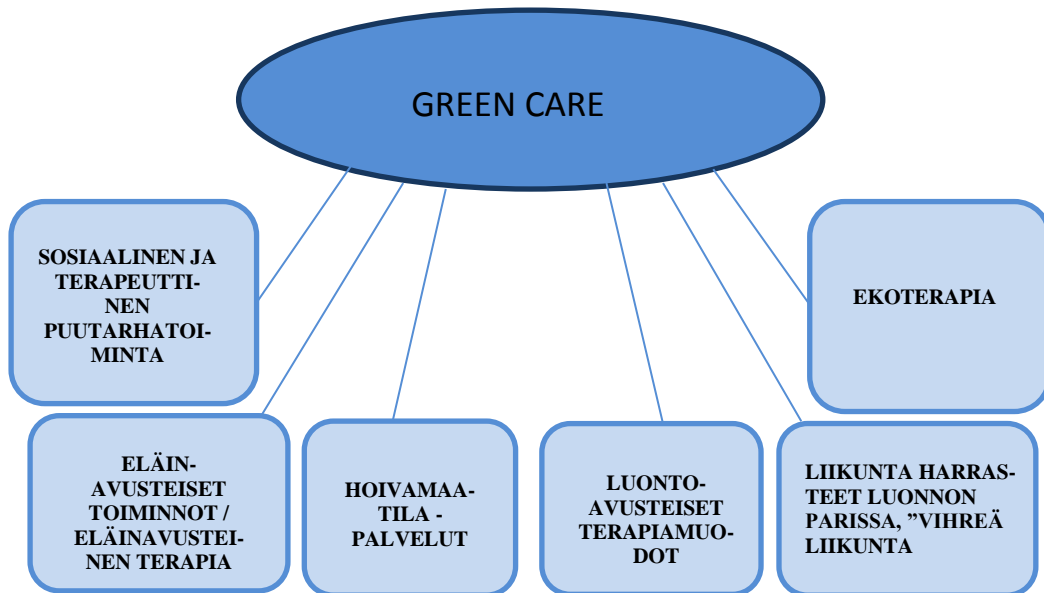 GREEN CARE
SOSIAALINEN JA
TERAPEUTTI-
NEN
PUUTARHATOI-
MINTA
EKOTERAPIA
ELÄIN-
AVUSTEISET
TOIMINNOT /
ELÄINAVUSTEI-
NEN TERAPIA
HOIVAMAA-
TILA -
PALVELUT
LUONTO-
AVUSTEISET
TERAPIAMUO-
DOT
LIIKUNTA HARRAS-
TEET LUONNON
PARISSA, ”VIHREÄ
LIIKUNTA